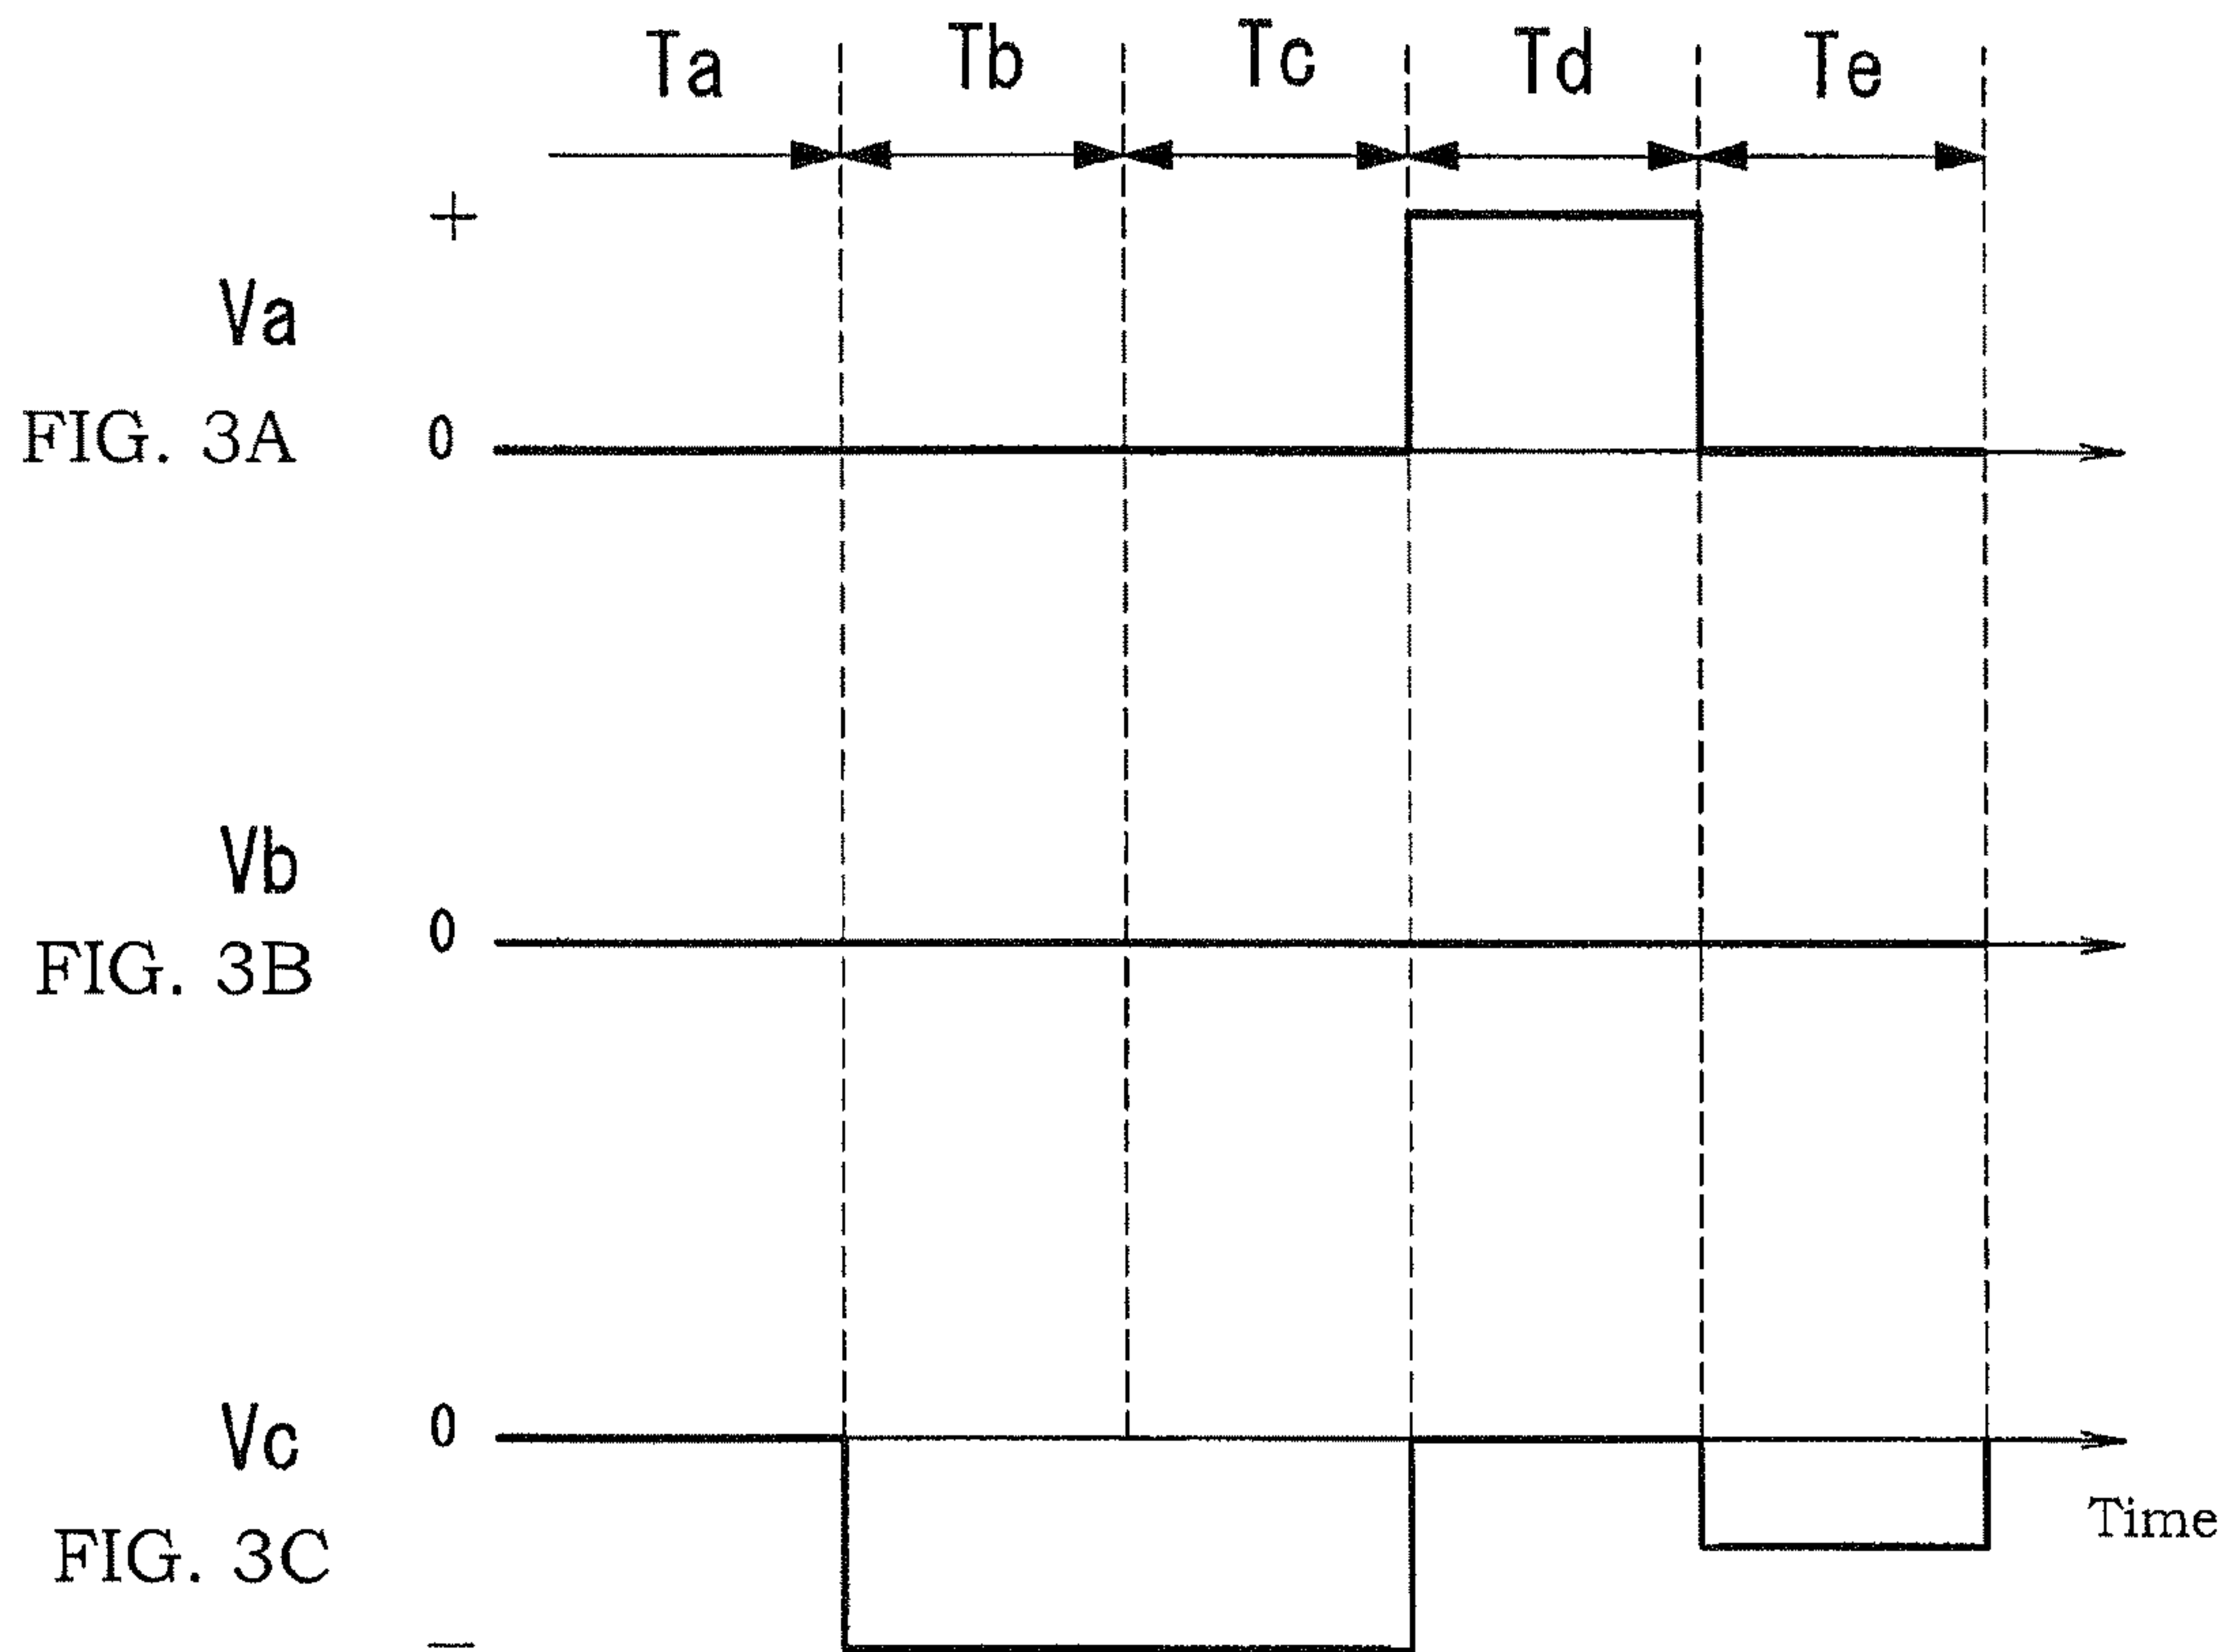 Ta Tb Tc Td Te
+
Va
FIG. 3A
0
Vb
FIG. 3B
0
Vc
FIG. 3C
0
Time
—